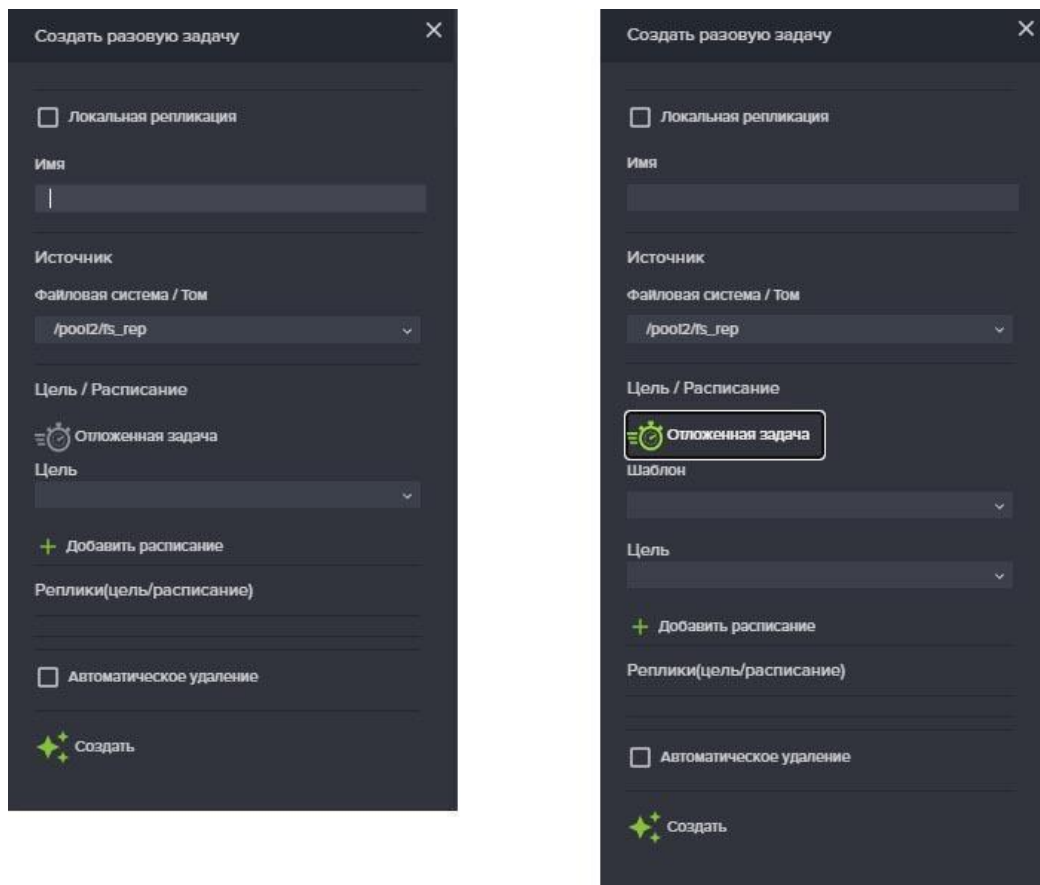 Создать разовую задачу
Локальная репликация
Имя
Источник
Файловая система / Том
/pool2/fs_rep
Цель / Расписание
Отложенная задача
Цель
Добавить расписание
Реплики(цель/расписание)
Автоматическое удаление
Создать
Создать разовую задачу
Локальная репликация
Имя
Источник
Файловая система / Том
/pool2/fs_rep
Цель / Расписание
Отложенная задача
Шаблон
Цель
Добавить расписание
Реплики(цель/расписание)
Автоматическое удаление
Создать